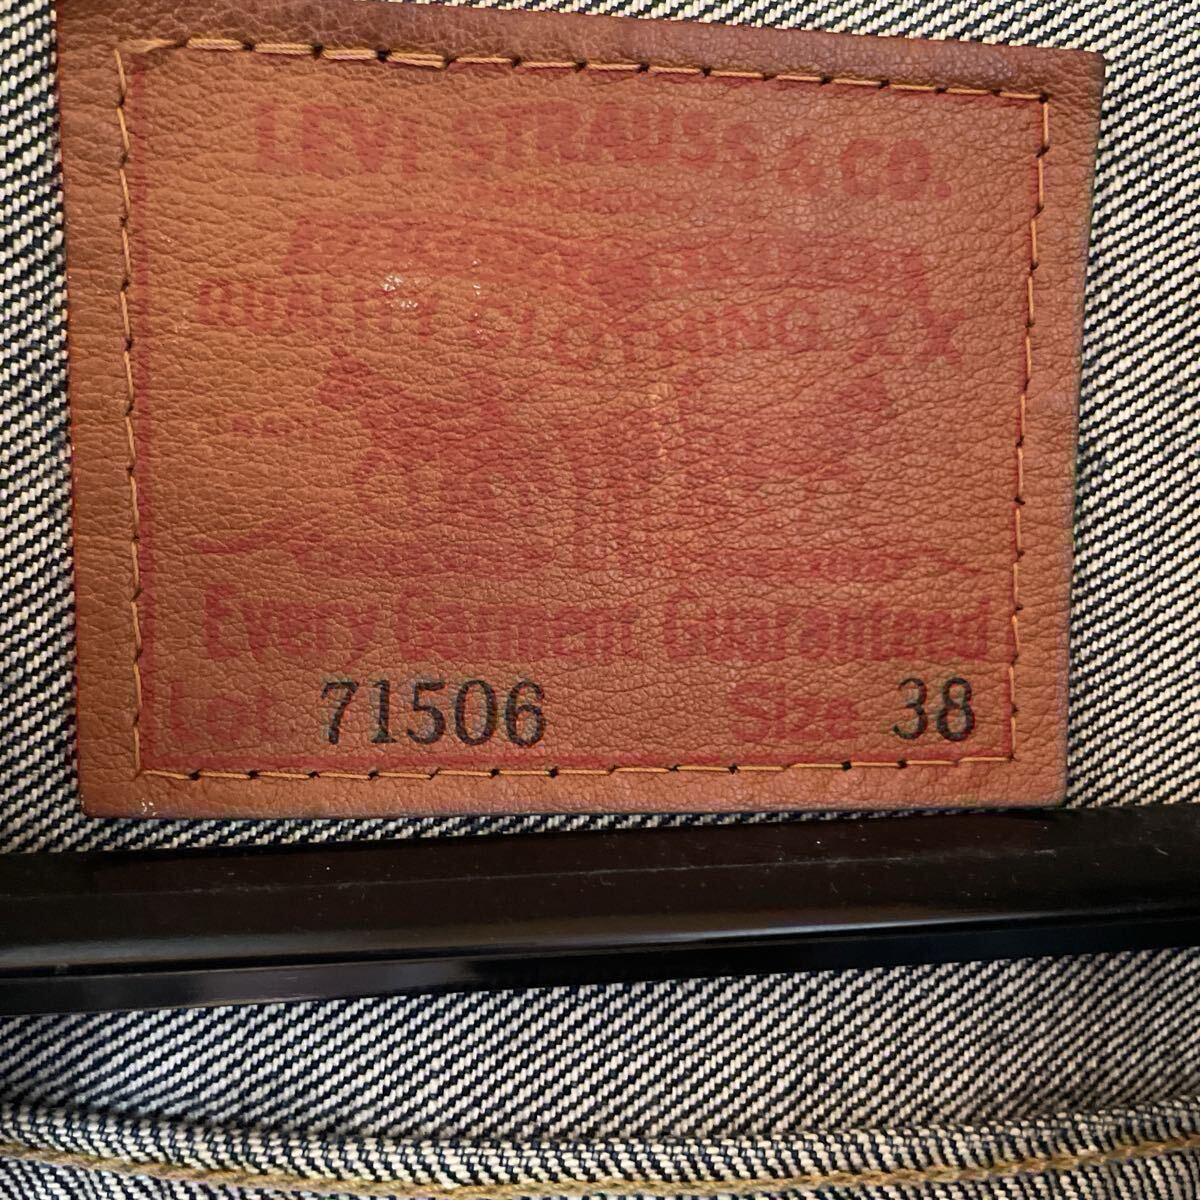 LEVI STRAUSS & CO.
QUALITY CLOTHING XX
Every Garment Guaranteed
Lot 71506 Size 38